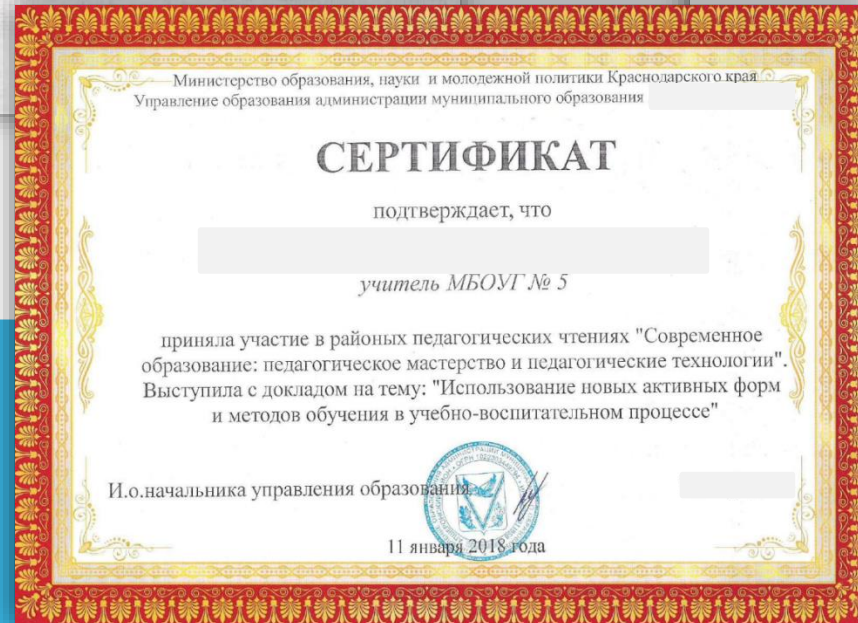 Министерство образования, науки и молодежной политики Краснодарского края
Управление образования администрации муниципального образования
СЕРТИФИКАТ
подтверждает, что
учитель МБОУГ № 5
приняла участие в районых педагогических чтениях "Современное
образование: педагогическое мастерство и педагогические технологии".
Выступила с докладом на тему: "Использование новых активных форм
и методов обучения в учебно-воспитательном процессе"
И.о.начальника управления образования
11 января 2018 года